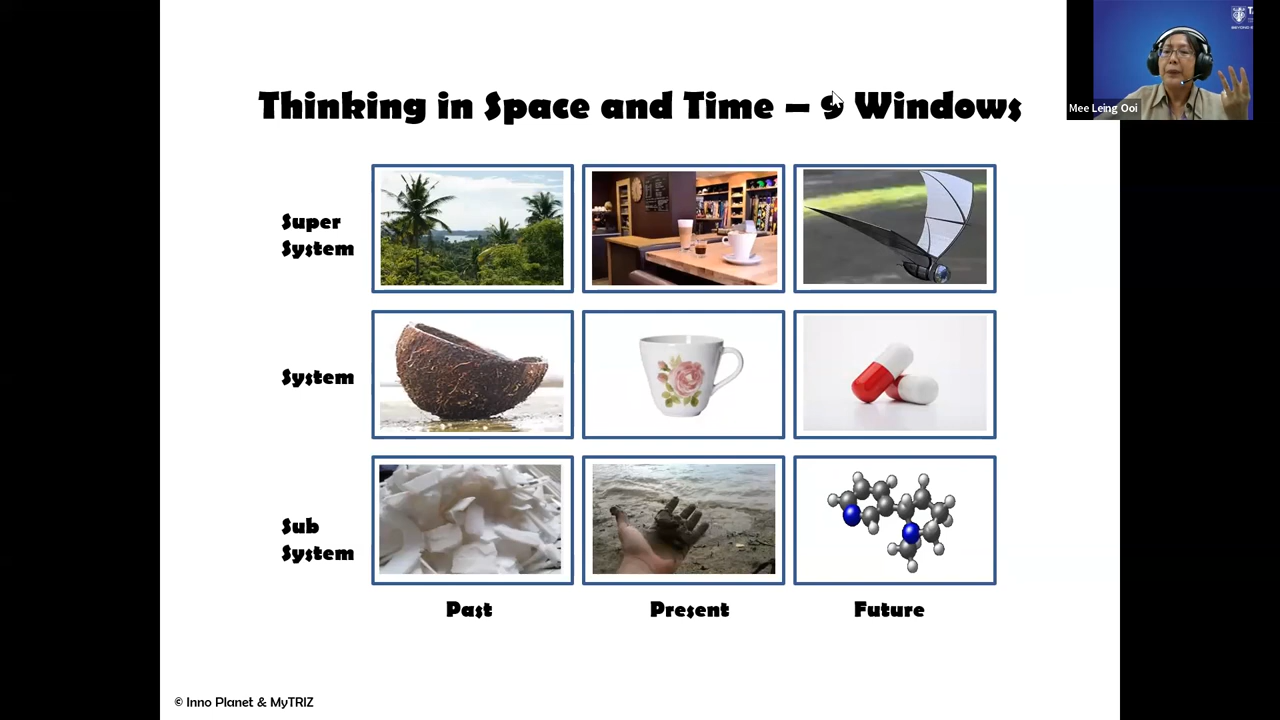 Thinking in Space and Time – 9 Windows
Mee Leing Ooi
Super
System
System
Sub
System
Past
Present
Future
© Inno Planet & MyTRIZ